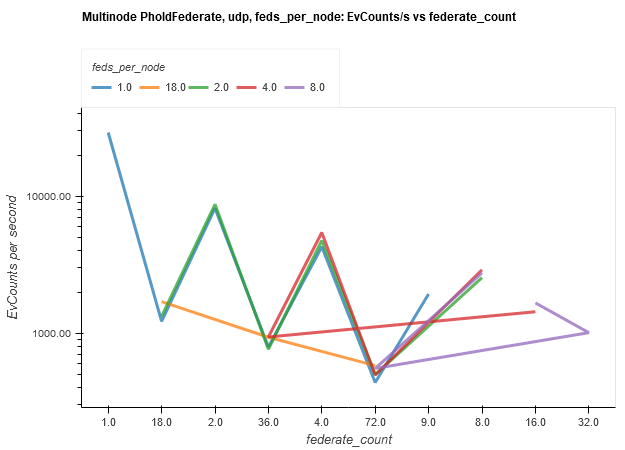 Multinode PholdFederate, udp, feds_per_node: EvCounts/s vs federate_count
feds_per_node
1.0 18.0 2.0 4.0 8.0
EvCounts per second
10000.00
1000.00
1.0 18.0 2.0 36.0 4.0 72.0 9.0 8.0 16.0 32.0
federate_count